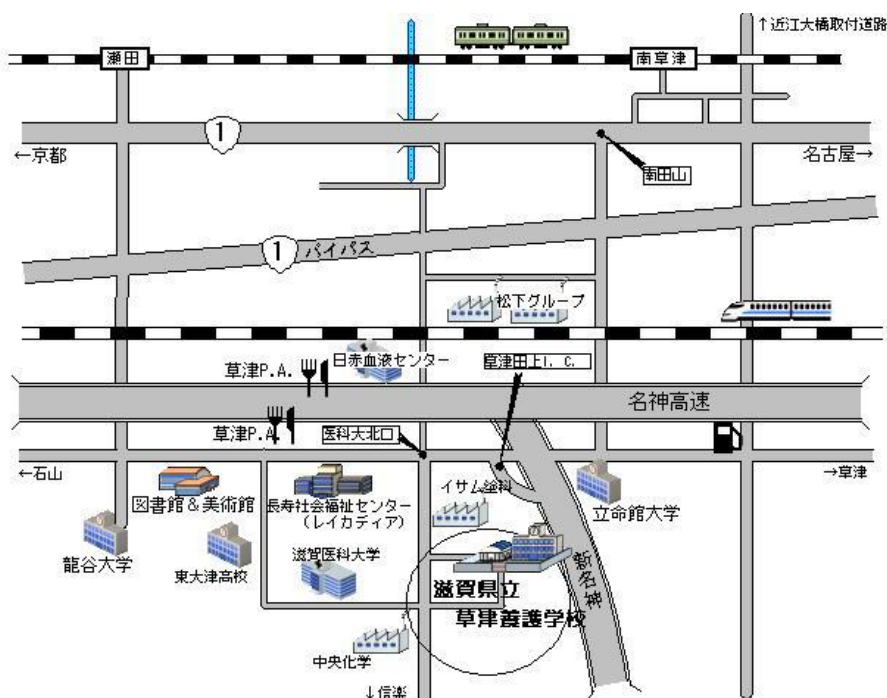 ↑近江大橋取付道路
瀬田
南草津
1
←京都
名古屋→
南田山
1
バイパス
松下グループ
日赤血液センター
草津田上I.C.
草津P.A.
名神高速
草津P.A.
医科大北口
←石山
→草津
図書館&美術館
長寿社会福祉センター
(レイカディア)
イサム塗料
立命館大学
龍谷大学
東大津高校
滋賀医科大学
新名神
滋賀県立
草津養護学校
中央化学
↓信楽